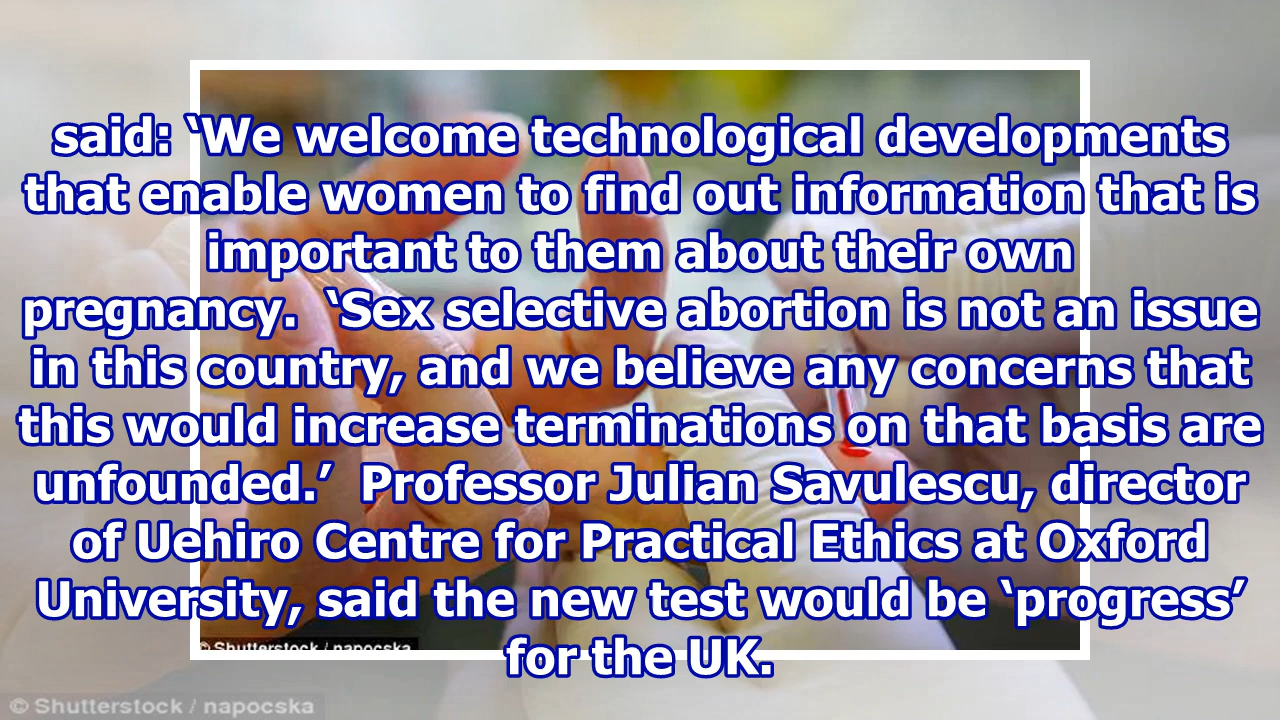 said: ‘We welcome technological developments
that enable women to find out information that is
important to them about their own
pregnancy.  ‘Sex selective abortion is not an issue
in this country, and we believe any concerns that
this would increase terminations on that basis are
unfounded.’  Professor Julian Savulescu, director
of Uehiro Centre for Practical Ethics at Oxford
University, said the new test would be ‘progress’
for the UK.
© Shutterstock / napocska
© Shutterstock / napocska